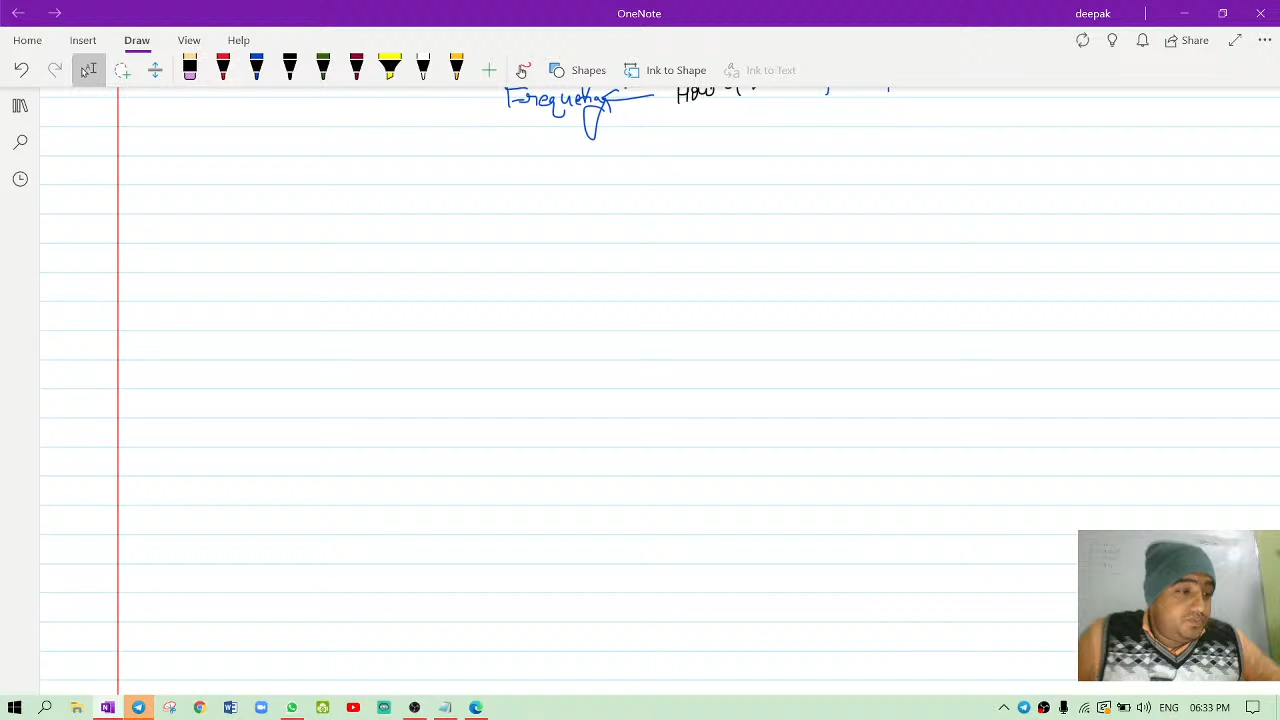 OneNote
deepak
Home Insert Draw View Help
Share
Shapes Ink to Shape Ink to Text
Frequency
ENG 06:33 PM